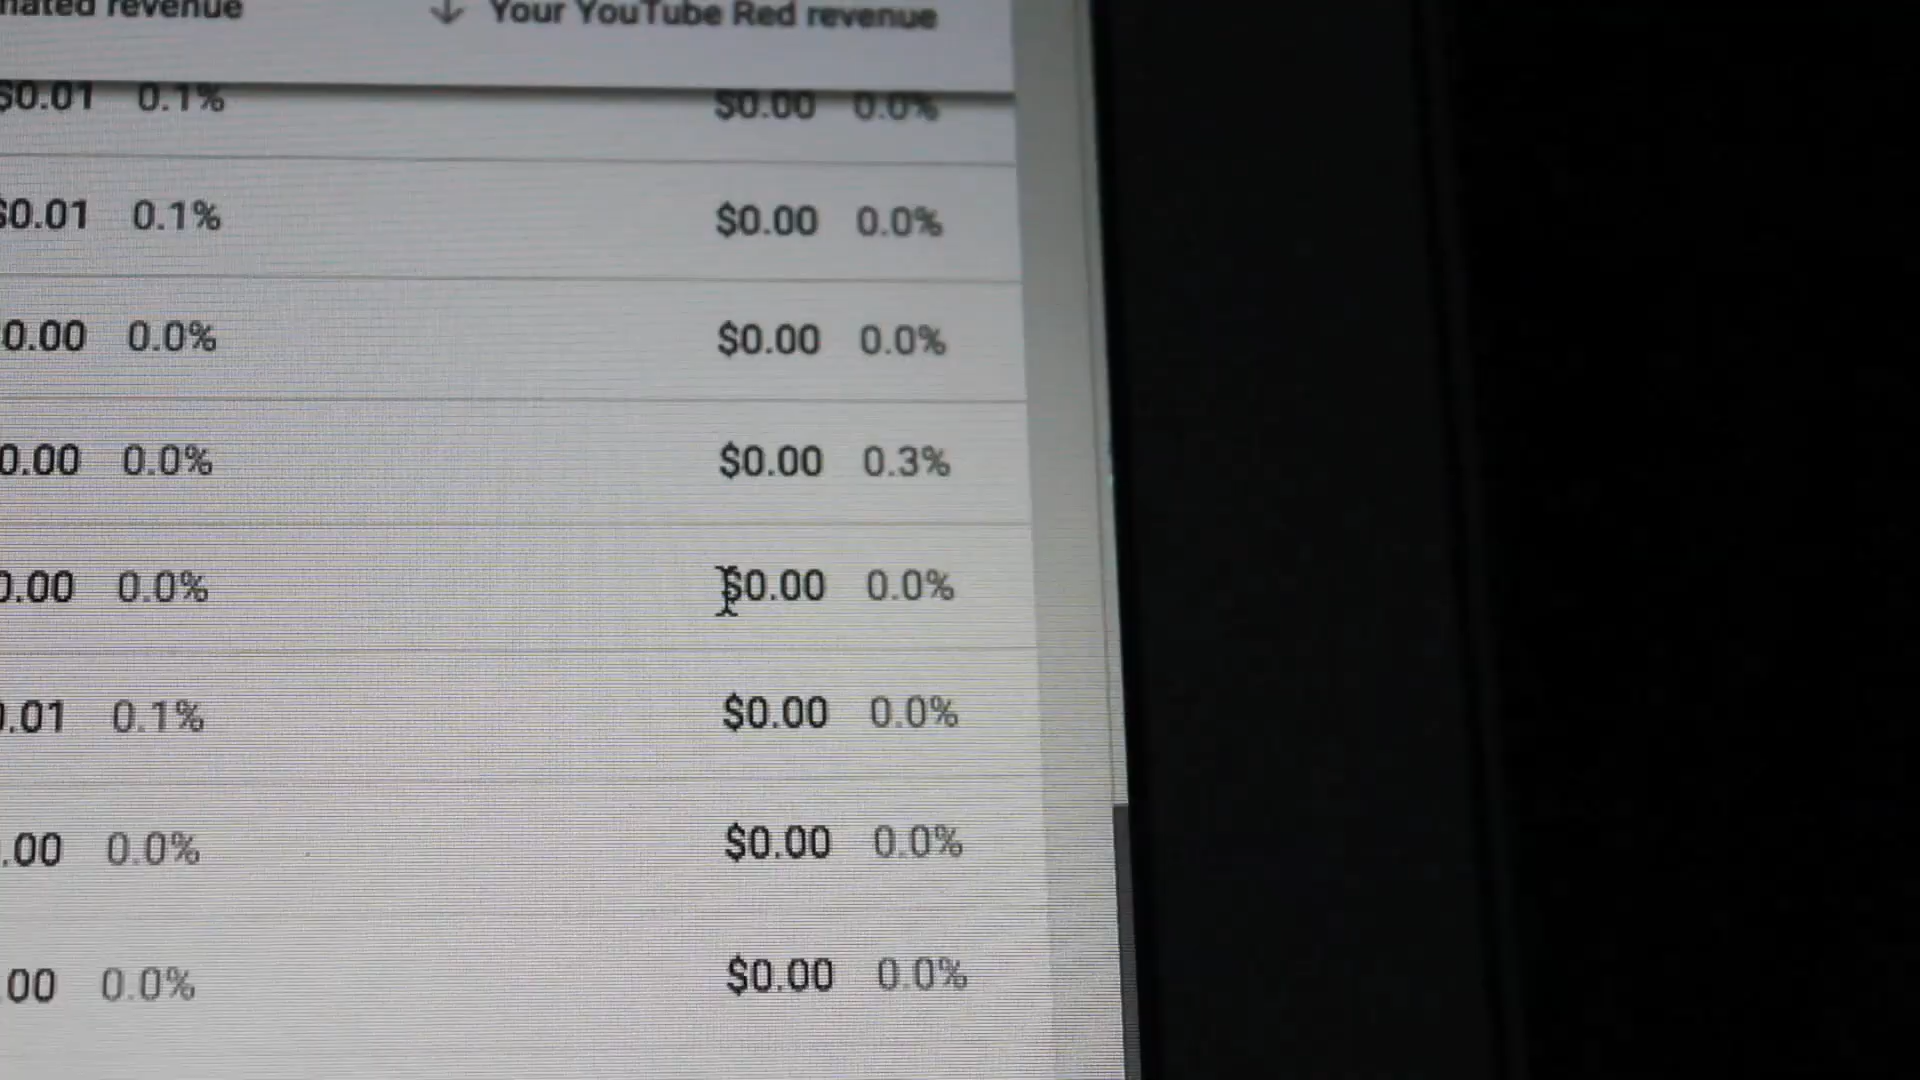 revenue Your YouTube Red revenue
$0.01 0.1% $0.00 0.0%
$0.01 0.1% $0.00 0.0%
0.00 0.0% $0.00 0.0%
0.00 0.0% $0.00 0.3%
0.00 0.0% $0.00 0.0%
.01 0.1% $0.00 0.0%
.00 0.0% $0.00 0.0%
.00 0.0% $0.00 0.0%